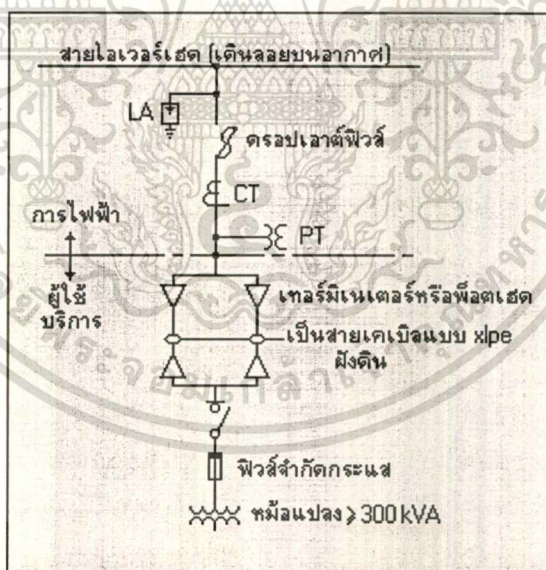 สายโอเวอร์เฮด (เดินลอยบนอากาศ)
LA
ดรอปเอาต์ฟิวส์
CT
การไฟฟ้า
PT
ผู้ใช้
บริการ
เทอร์มิเนเตอร์หรือพ็อตเฮด
เป็นสายเคเบิลแบบ xlpe
ฝังดิน
ฟิวส์จำกัดกระแส
หม้อแปลง ≥ 300 kVA